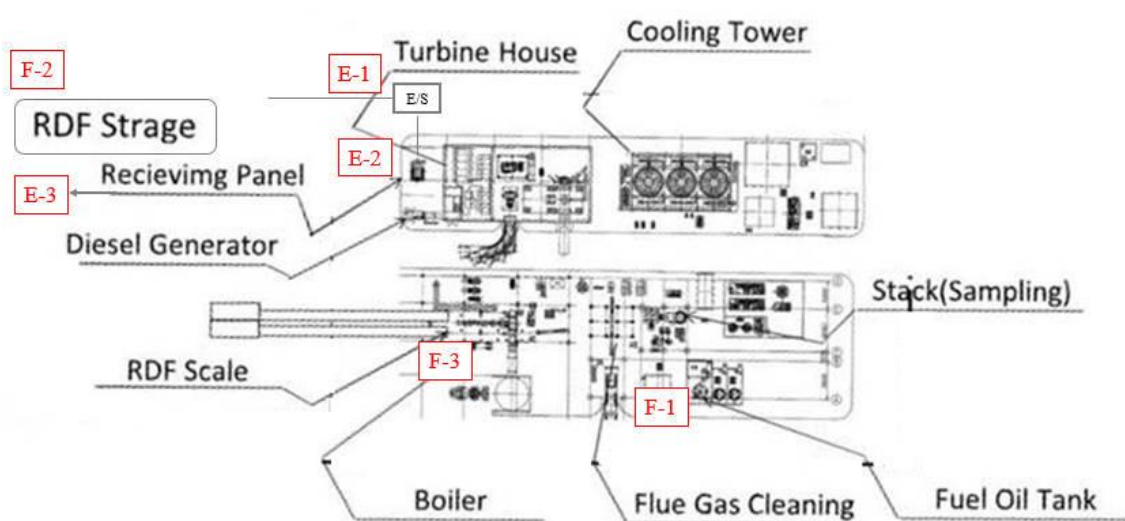 Cooling Tower
Turbine House
F-2
E-1
E/S
RDF Strage
E-2
Recievimg Panel
E-3
Diesel Generator
Stack(Sampling)
F-3
RDF Scale
F-1
Boiler
Flue Gas Cleaning
Fuel Oil Tank